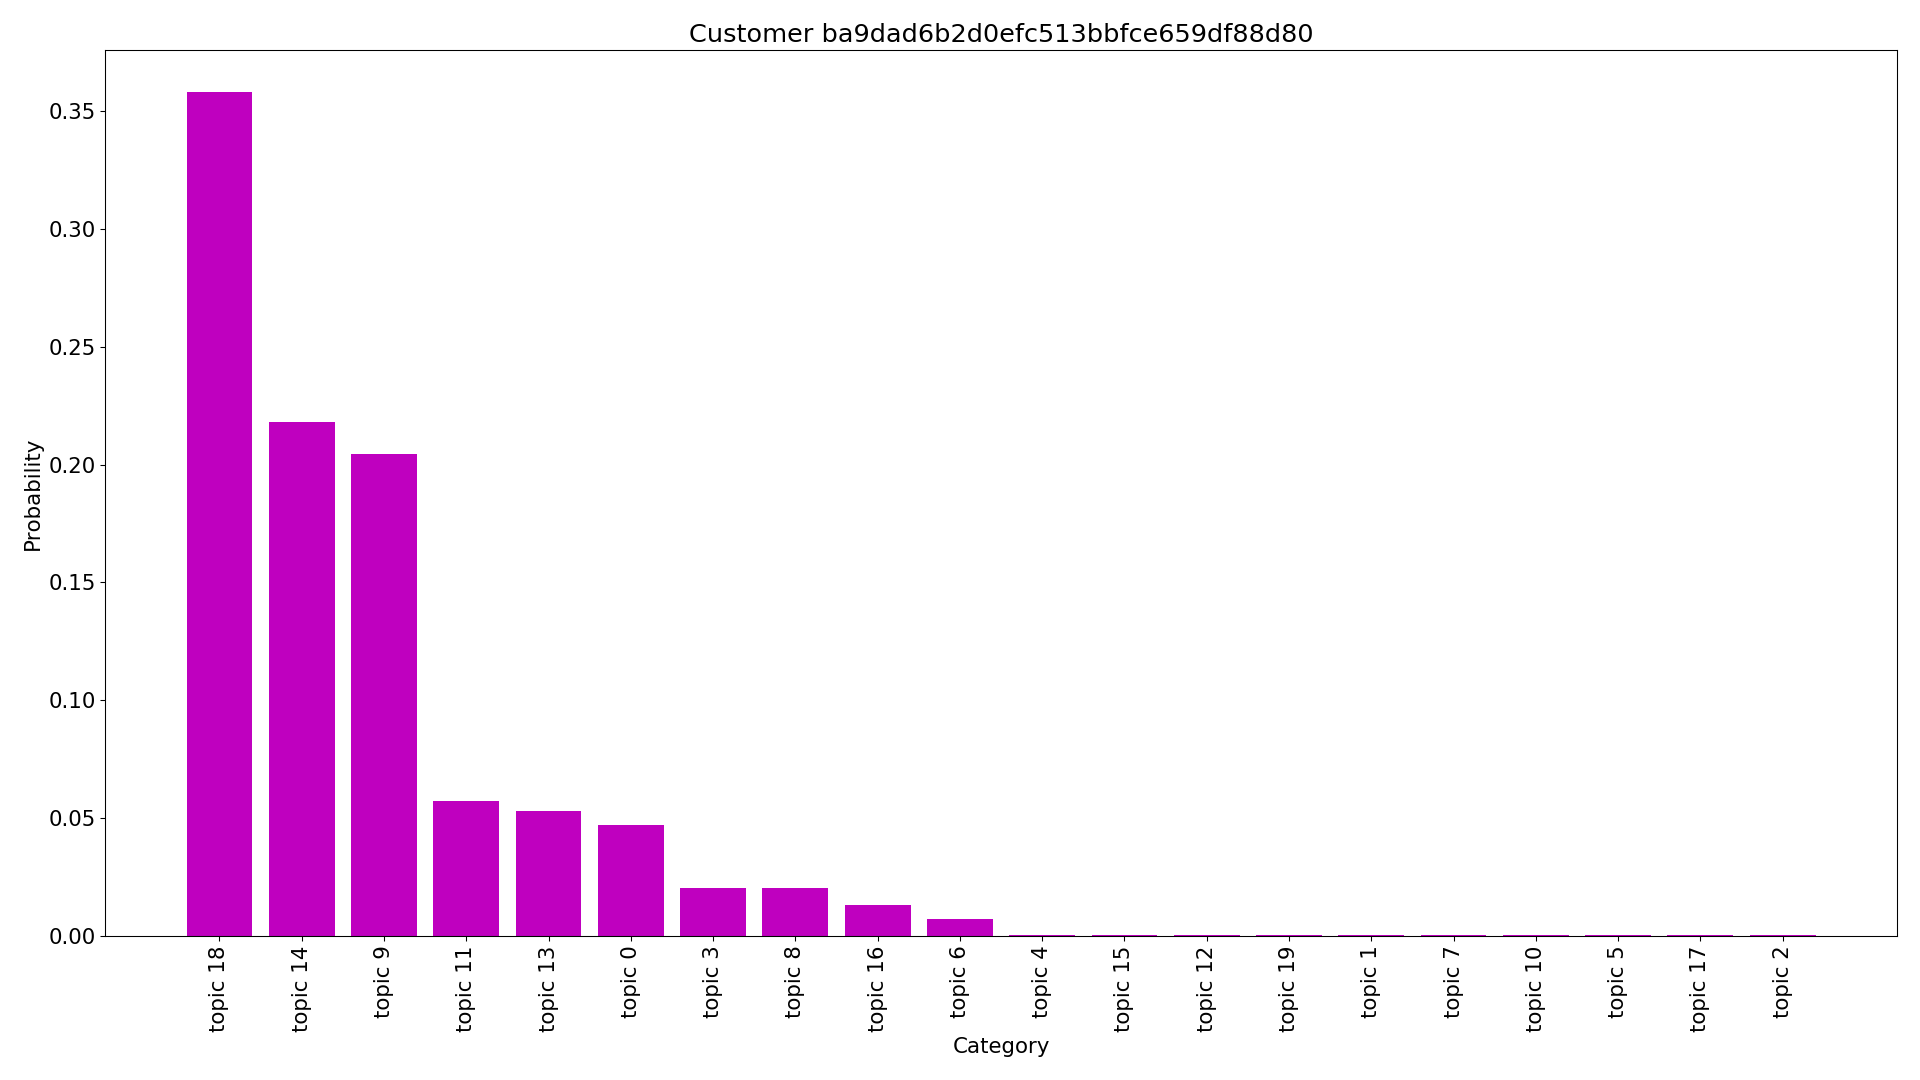 Customer ba9dad6b2d0efc513bbfce659df88d80
Probability
0.35
0.30
0.25
0.20
0.15
0.10
0.05
0.00
topic 18
topic 14
topic 9
topic 11
topic 13
topic 0
topic 3
topic 8
topic 16
topic 6
topic 4
topic 15
topic 12
topic 19
topic 1
topic 7
topic 10
topic 5
topic 17
topic 2
Category